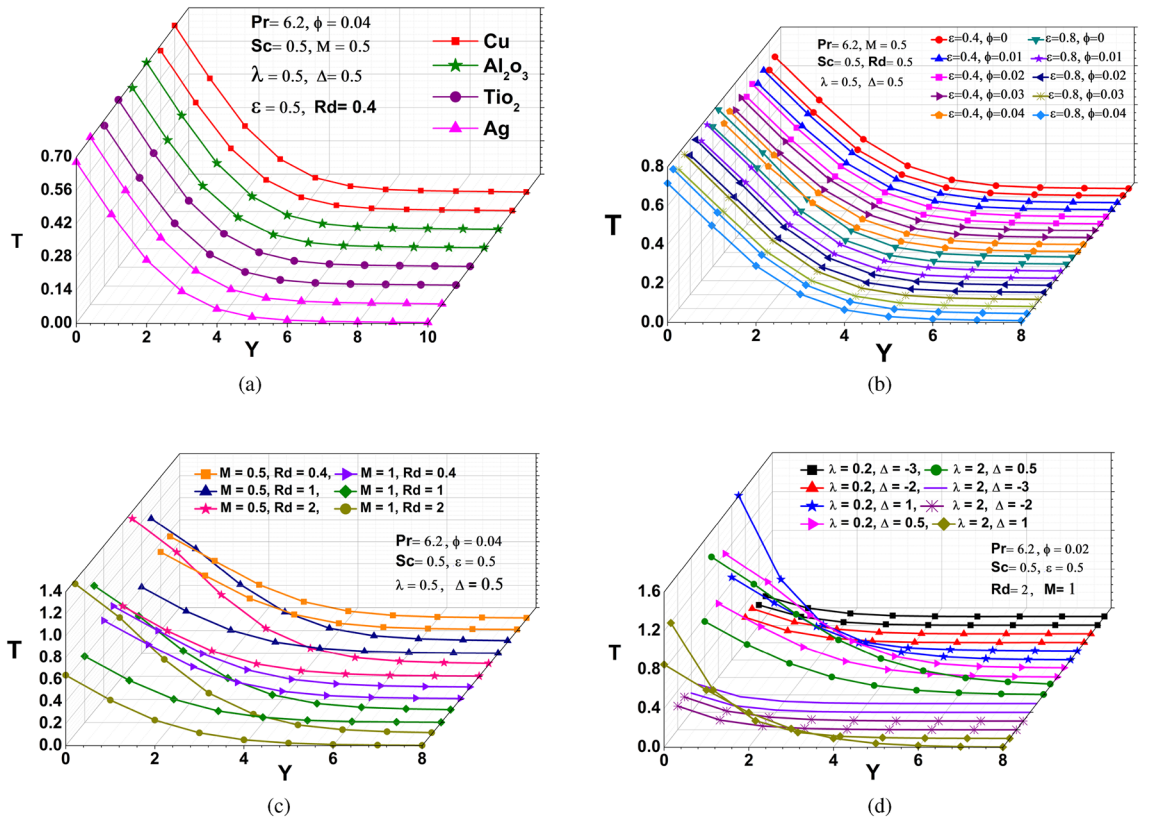 Pr= 6.2, ϕ = 0.04
Sc= 0.5, M = 0.5
λ = 0.5, Δ= 0.5
ε = 0.5, Rd= 0.4
Cu
Al₂O₃
Tio₂
Ag
0.70
0.56
0.42
0.28
0.14
0.00
T
0 2 4 6 8 10
Y
(a)
Pr= 6.2, M = 0.5
Sc= 0.5, Rd= 0.5
λ = 0.5, Δ= 0.5
ε=0.4, ϕ=0 ε=0.8, ϕ=0
ε=0.4, ϕ=0.01 ε=0.8, ϕ=0.01
ε=0.4, ϕ=0.02 ε=0.8, ϕ=0.02
ε=0.4, ϕ=0.03 ε=0.8, ϕ=0.03
ε=0.4, ϕ=0.04 ε=0.8, ϕ=0.04
0.8
0.6
0.4
0.2
0.0
T
0 2 4 6 8
Y
(b)
M = 0.5, Rd = 0.4, M = 1, Rd = 0.4
M = 0.5, Rd = 1, M = 1, Rd = 1
M = 0.5, Rd = 2, M = 1, Rd = 2
Pr= 6.2, ϕ = 0.04
Sc= 0.5, ε = 0.5
λ = 0.5, Δ = 0.5
1.4
1.2
1.0
0.8
0.6
0.4
0.2
0.0
T
0 2 4 6 8
Y
(c)
λ = 0.2, Δ = -3, λ = 2, Δ = 0.5
λ = 0.2, Δ = -2, λ = 2, Δ = -3
λ = 0.2, Δ = 1, λ = 2, Δ = -2
λ = 0.2, Δ = 0.5, λ = 2, Δ = 1
Pr= 6.2, ϕ = 0.02
Sc= 0.5, ε = 0.5
Rd= 2, M= 1
1.6
1.2
0.8
0.4
0.0
T
0 2 4 6 8
Y
(d)